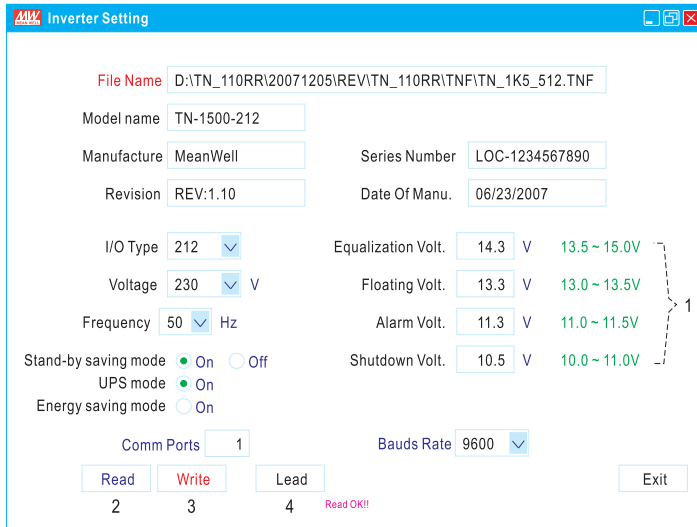 MW MEAN WELL Inverter Setting
File Name D:\TN_110RR\20071205\REV\TN_110RR\TNF\TN_1K5_512.TNF
Model name TN-1500-212
Manufacture MeanWell Series Number LOC-1234567890
Revision REV:1.10 Date Of Manu. 06/23/2007
I/O Type 212 Equalization Volt. 14.3 V 13.5 ~ 15.0V
Voltage 230 V Floating Volt. 13.3 V 13.0 ~ 13.5V
1
Frequency 50 Hz Alarm Volt. 11.3 V 11.0 ~ 11.5V
Stand-by saving mode On Off Shutdown Volt. 10.5 V 10.0 ~ 11.0V
UPS mode On
Energy saving mode On
Comm Ports 1 Bauds Rate 9600
Read Write Lead Exit
2 3 4 Read OK!!